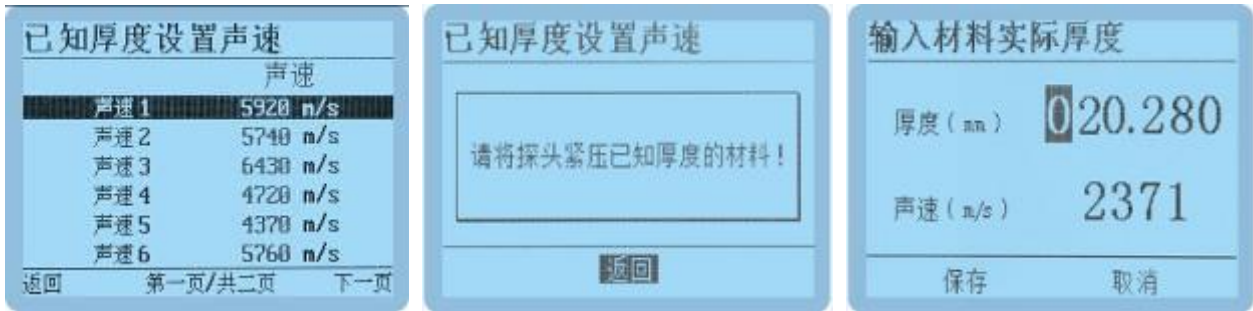 已知厚度设置声速
声速
声速1 5920 m/s
声速2 5740 m/s
声速3 6430 m/s
声速4 4720 m/s
声速5 4370 m/s
声速6 5760 m/s
返回 第一页/共二页 下一页
已知厚度设置声速
请将探头紧压已知厚度的材料!
返回
输入材料实际厚度
厚度(mm) 020.280
声速(m/s) 2371
保存 取消